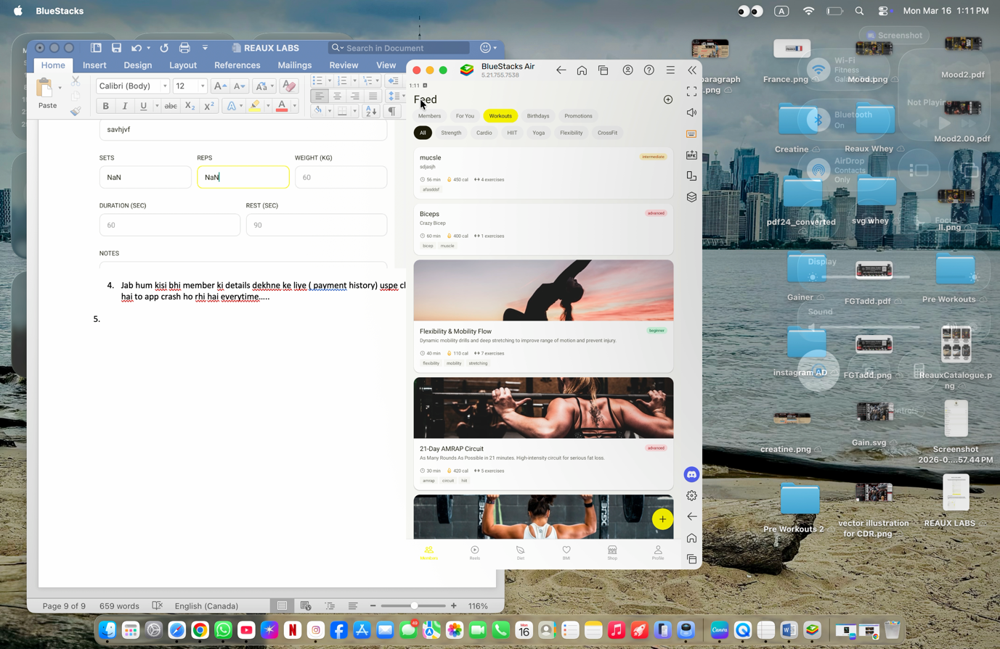 BlueStacks
A
Mon Mar 16 1:11 PM
REAUX LABS
Search in Document
Home
Insert
Design
Layout
References
Mailings
Review
View
Paste
Calibri (Body)
12
savhjvf
SETS
REPS
WEIGHT (KG)
NaN
NaN
60
DURATION (SEC)
REST (SEC)
60
90
NOTES
4. Jab hum kisi bhi member ki details dekhne ke liye ( payment history) uspe cl
hai to app crash ho rhi hai everytime.....
5.
Page 9 of 9
659 words
English (Canada)
116%
BlueStacks Air
5.21.755.7538
1:11
Feed
Members
For You
Workouts
Birthdays
Promotions
All
Strength
Cardio
HIIT
Yoga
Flexibility
CrossFit
mucsle
intermediate
sdjasjh
56 min
450 cal
4 exercises
afasddsf
Biceps
advanced
Crazy Bicep
60 min
400 cal
1 exercises
bicep
muscle
Flexibility & Mobility Flow
beginner
Dynamic mobility drills and deep stretching to improve range of motion and prevent injury.
40 min
110 cal
7 exercises
flexibility
mobility
stretching
21-Day AMRAP Circuit
advanced
As Many Rounds As Possible in 21 minutes. High-intensity circuit for serious fat loss.
30 min
420 cal
5 exercises
amrap
circuit
hiit
Members
Reels
Diet
BMI
Shop
Profile
Screenshot
Wi-Fi
Fitness
Bluetooth
On
AirDrop
Contacts
Only
Not Playing
Display
Sound
paragraph
.png
France.png
Mood.png
Mood2.pdf
Creatine
Reaux Whey
Mood2.00.pdf
pdf24_converted
svg whey
ll.png
Gainer
FGTadd.pdf
Pre Workouts
instagram AD
FGTadd.png
ReauxCatalogue.p
ng
creatine.png
Gain.svg
Screenshot
2026-0....57.44 PM
Pre Workouts 2
vector illustration
for CDR.png
REAUX LABS
49
Mon
16
Canva